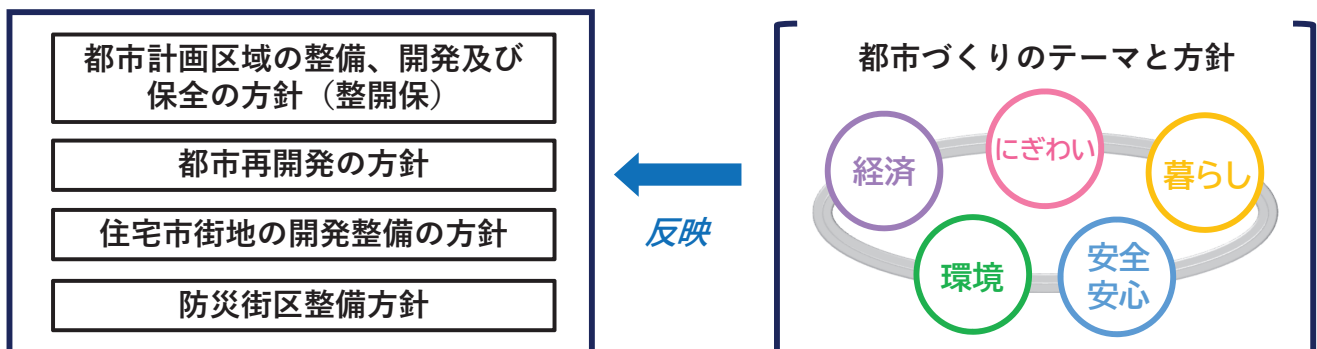 都市計画区域の整備、開発及び
保全の方針（整開保）
都市再開発の方針
住宅市街地の開発整備の方針
防災街区整備方針
反映
都市づくりのテーマと方針
経済
にぎわい
暮らし
環境
安全
安心